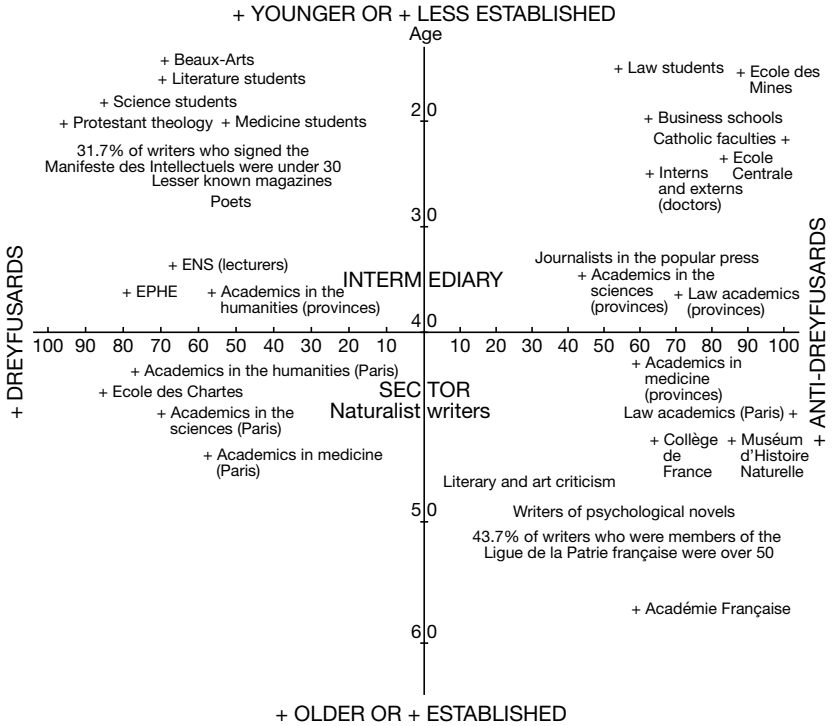 + YOUNGER OR + LESS ESTABLISHED
Age
+ Beaux-Arts
+ Literature students
+ Science students
+ Protestant theology + Medicine students
31.7% of writers who signed the
Manifeste des Intellectuels were under 30
Lesser known magazines
Poets
+ Law students
+ Ecole des
Mines
+ Business schools
Catholic faculties +
+ Ecole
Centrale
+ Interns
and externs
(doctors)
20
30
+ DREYFUSARDS
+ ANTI-DREYFUSARDS
+ ENS (lecturers)
+ EPHE
+ Academics in the
humanities (provinces)
INTERMEDIARY
Journalists in the popular press
+ Academics in the
sciences
(provinces)
+ Law academics
(provinces)
40
100 90 80 70 60 50 40 30 20 10 10 20 30 40 50 60 70 80 90 100
+ Academics in the humanities (Paris)
+ Ecole des Chartes
+ Academics in the
sciences (Paris)
+ Academics in medicine
(Paris)
SECTOR
Naturalist writers
+ Academics in
medicine
(provinces)
Law academics (Paris) +
+ Collège
de
France
+ Muséum
d'Histoire
Naturelle
Literary and art criticism
Writers of psychological novels
50
43.7% of writers who were members of the
Ligue de la Patrie française were over 50
+ Académie Française
60
+ OLDER OR + ESTABLISHED